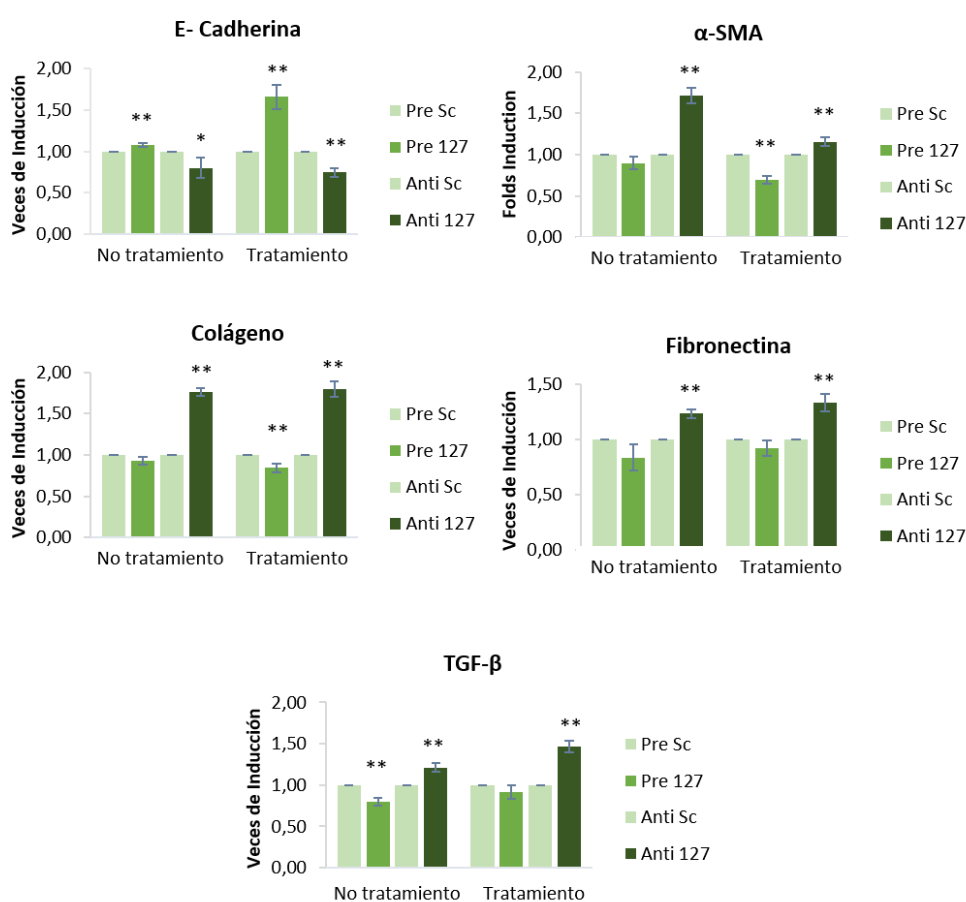 E- Cadherina
Veces de Inducción
2,00
1,50
1,00
0,50
0,00
**
*
**
**
No tratamiento
Tratamiento
Pre Sc
Pre 127
Anti Sc
Anti 127
α-SMA
Folds Induction
2,00
1,50
1,00
0,50
0,00
**
**
**
No tratamiento
Tratamiento
Pre Sc
Pre 127
Anti Sc
Anti 127
Colágeno
Veces de Inducción
2,00
1,50
1,00
0,50
0,00
**
**
**
No tratamiento
Tratamiento
Pre Sc
Pre 127
Anti Sc
Anti 127
Fibronectina
Veces de Inducción
1,50
1,00
0,50
0,00
**
**
No tratamiento
Tratamiento
Pre Sc
Pre 127
Anti Sc
Anti 127
TGF-β
Veces de Inducción
2,00
1,50
1,00
0,50
0,00
**
**
**
No tratamiento
Tratamiento
Pre Sc
Pre 127
Anti Sc
Anti 127